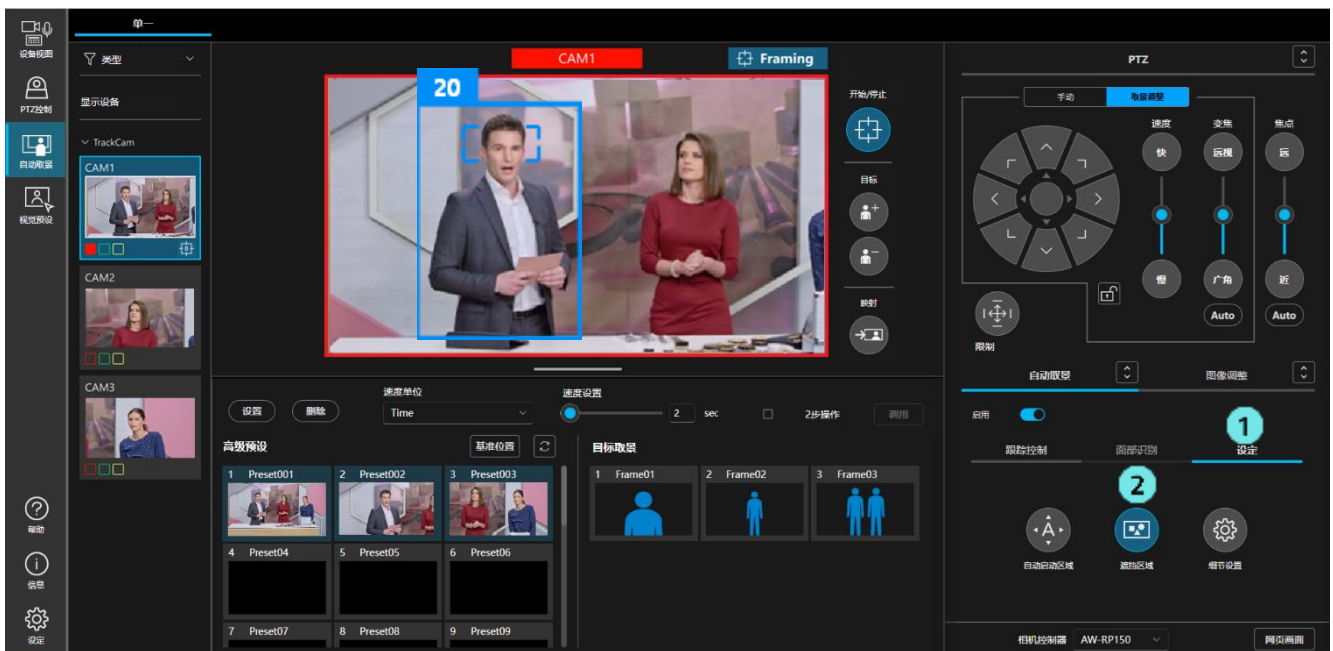 单一
设备视图
PTZ控制
自动取景
视觉预设
帮助
信息
设定
类型
显示设备
TrackCam
CAM1
CAM2
CAM3
CAM1
Framing
20
开始/停止
目标
映射
速度单位
速度设置
设置
删除
Time
2
sec
2步操作
调用
高级预设
基准位置
1 Preset001
2 Preset002
3 Preset003
4 Preset04
5 Preset05
6 Preset06
7 Preset07
8 Preset08
9 Preset09
目标取景
1 Frame01
2 Frame02
3 Frame03
PTZ
手动
取景调整
速度
变焦
焦点
快
远摄
远
慢
广角
近
Auto
Auto
限制
自动取景
图像调整
启用
1
跟踪控制
面部识别
设定
2
A
自动启动区域
遮挡区域
细节设置
相机控制器
AW-RP150
网页画面